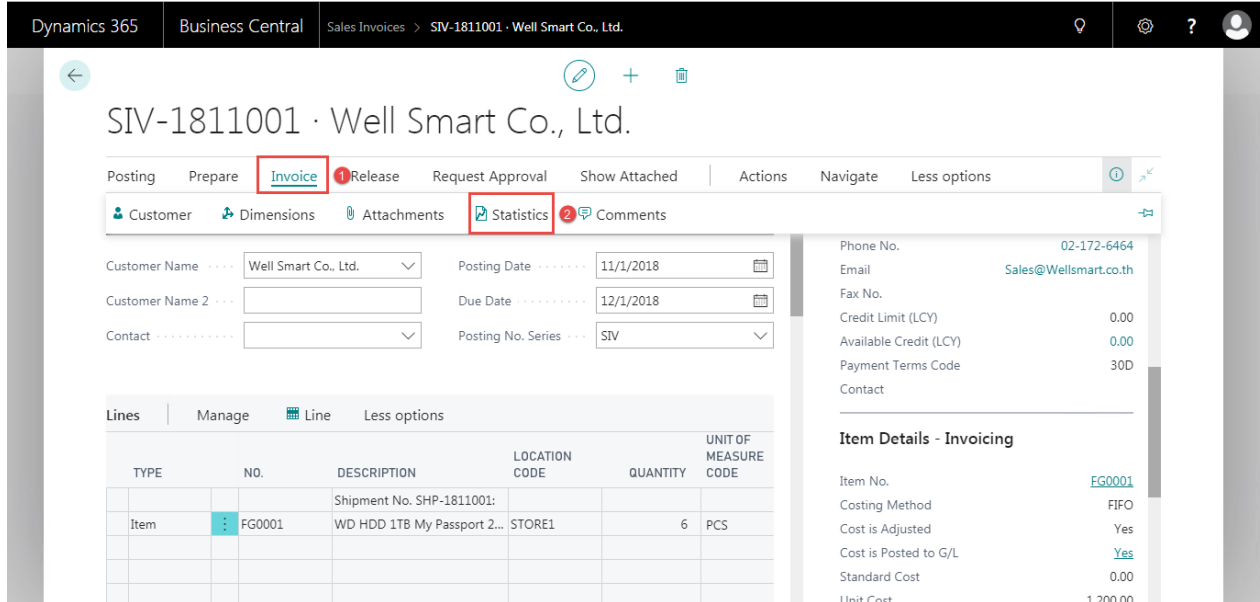 Dynamics 365 Business Central Sales Invoices > SIV-1811001 · Well Smart Co., Ltd. ?
SIV-1811001 · Well Smart Co., Ltd.
Posting Prepare Invoice 1 Release Request Approval Show Attached Actions Navigate Less options
Customer Dimensions Attachments Statistics 2 Comments
Customer Name Well Smart Co., Ltd. Posting Date 11/1/2018
Customer Name 2 Due Date 12/1/2018
Contact Posting No. Series SIV
Lines Manage Line Less options
TYPE NO. DESCRIPTION LOCATION CODE QUANTITY UNIT OF MEASURE CODE
Shipment No. SHP-1811001:
Item FG0001 WD HDD 1TB My Passport 2... STORE1 6 PCS
Phone No. 02-172-6464
Email Sales@Wellsmart.co.th
Fax No.
Credit Limit (LCY) 0.00
Available Credit (LCY) 0.00
Payment Terms Code 30D
Contact
Item Details - Invoicing
Item No. FG0001
Costing Method FIFO
Cost is Adjusted Yes
Cost is Posted to G/L Yes
Standard Cost 0.00
Unit Cost 1,200.00